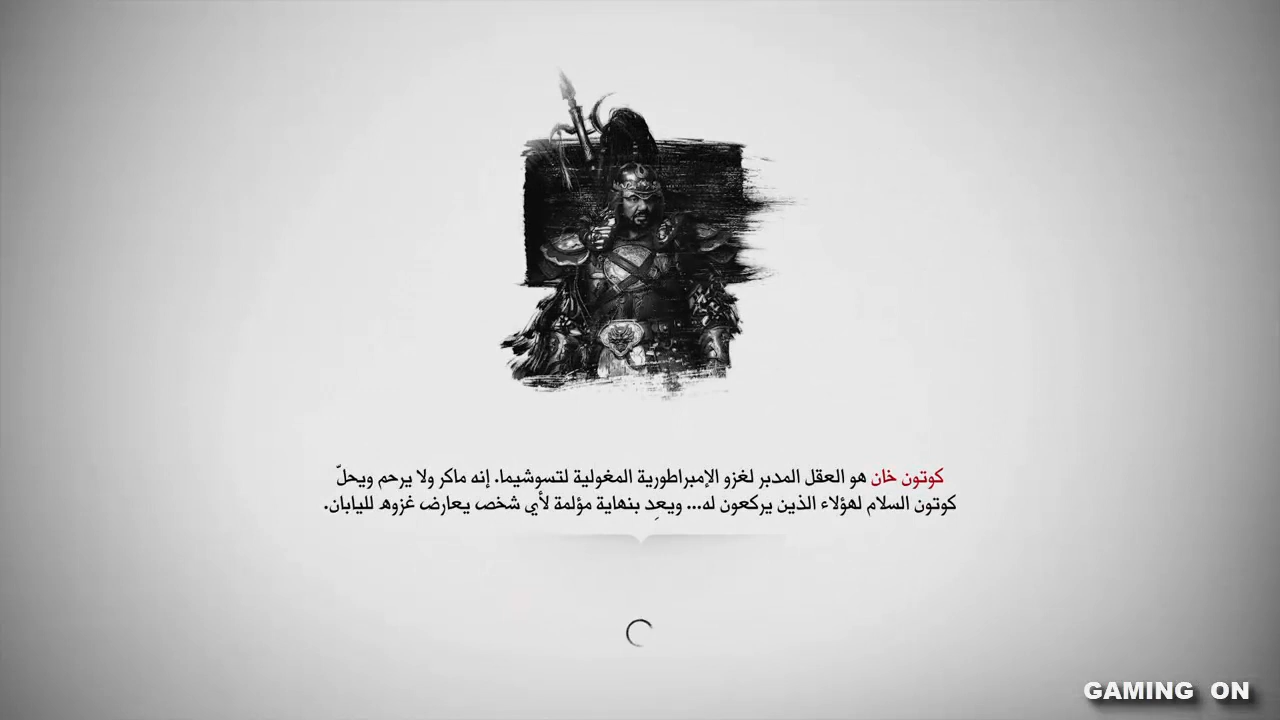 كوتون خان هو العقل المدبر لغزو الإمبراطورية المغولية لتسوشيما. إنه ماكر ولا يرحم ويحلّ
كوتون السلام لهؤلاء الذين يركعون له... ويعدِ بنهاية مؤلمة لأي شخص يعارض غزوه لليابان.
GAMING ON